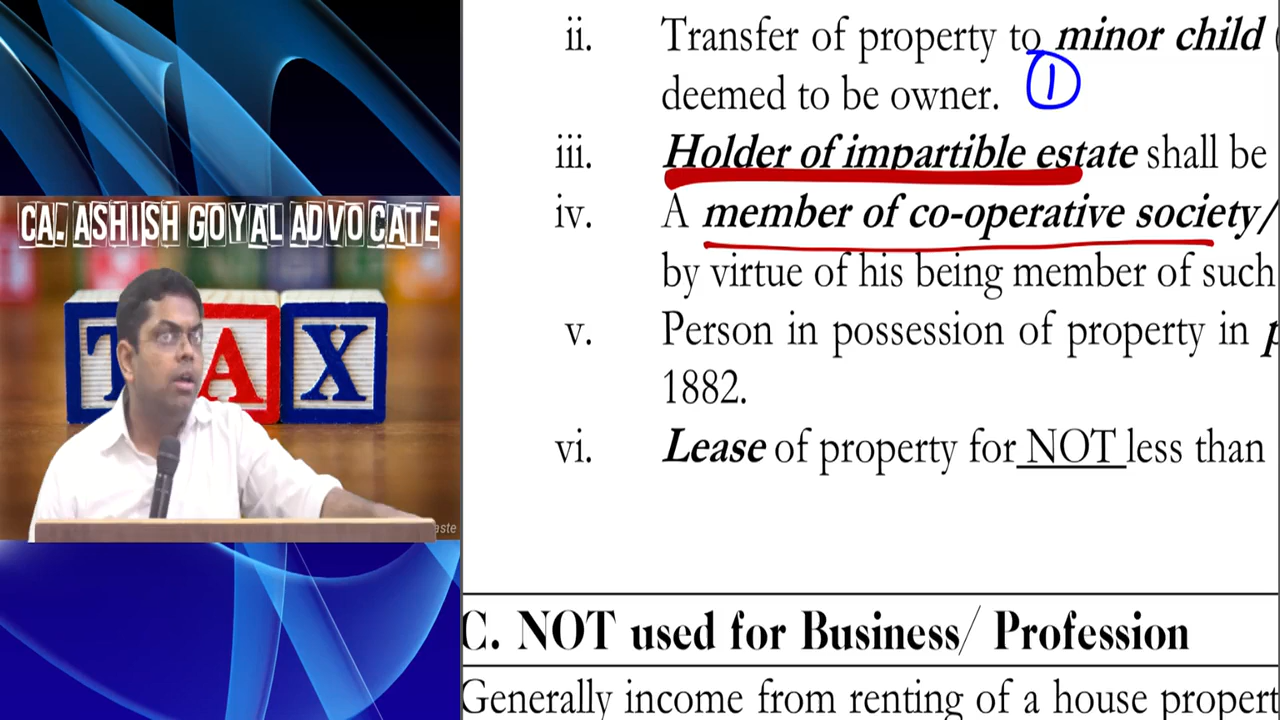 CA. ASHISH GOYAL ADVOCATE
T A X
aste
ii. Transfer of property to minor child (
deemed to be owner. 1
iii. Holder of impartible estate shall be
iv. A member of co-operative society/
by virtue of his being member of such
v. Person in possession of property in p
1882.
vi. Lease of property for NOT less than
C. NOT used for Business/ Profession
Generally income from renting of a house propert